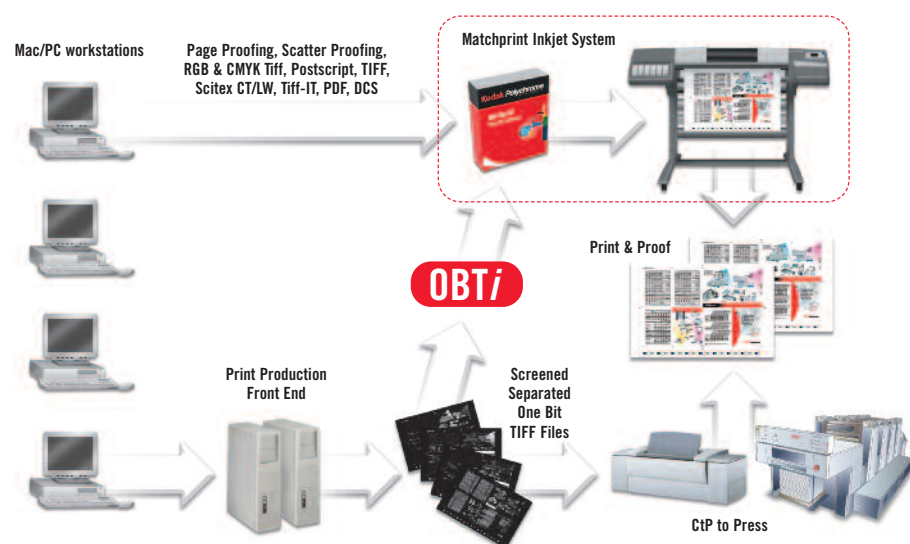 Mac/PC workstations
Page Proofing, Scatter Proofing,
RGB & CMYK Tiff, Postscript, TIFF,
Scitex CT/LW, Tiff-IT, PDF, DCS
Matchprint Inkjet System
Kodak Polychrome
OBTi
Print & Proof
Print Production
Front End
Screened
Separated
One Bit
TIFF Files
CtP to Press